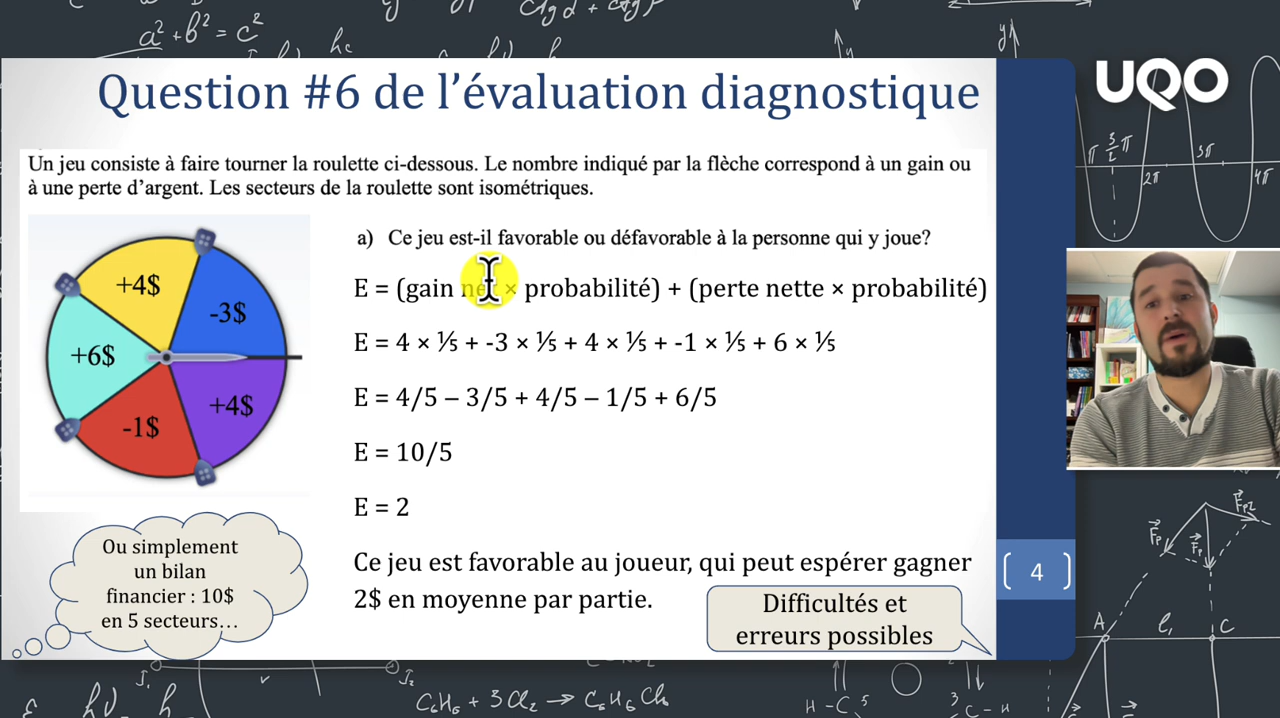 a² + b² = c²
UQO
Question #6 de l'évaluation diagnostique
Un jeu consiste à faire tourner la roulette ci-dessous. Le nombre indiqué par la flèche correspond à un gain ou
à une perte d'argent. Les secteurs de la roulette sont isométriques.
+4$
-3$
+6$
-1$
+4$
a) Ce jeu est-il favorable ou défavorable à la personne qui y joue?
E = (gain net × probabilité) + (perte nette × probabilité)
E = 4 × ⅕ + -3 × ⅕ + 4 × ⅕ + -1 × ⅕ + 6 × ⅕
E = 4/5 – 3/5 + 4/5 – 1/5 + 6/5
E = 10/5
E = 2
Ce jeu est favorable au joueur, qui peut espérer gagner
2$ en moyenne par partie.
Ou simplement
un bilan
financier : 10$
en 5 secteurs…
Difficultés et
erreurs possibles
4
π
3/2 π
2π
3π
4π
A
C
H-C
C-H